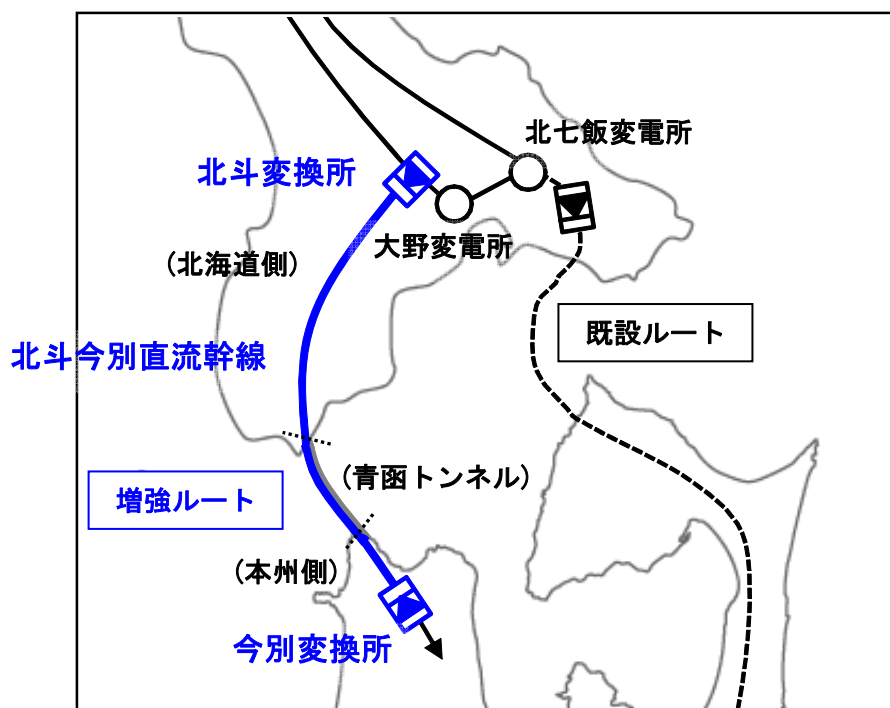 北七飯変電所
北斗変換所
大野変電所
(北海道側)
既設ルート
北斗今別直流幹線
(青函トンネル)
増強ルート
(本州側)
今別変換所